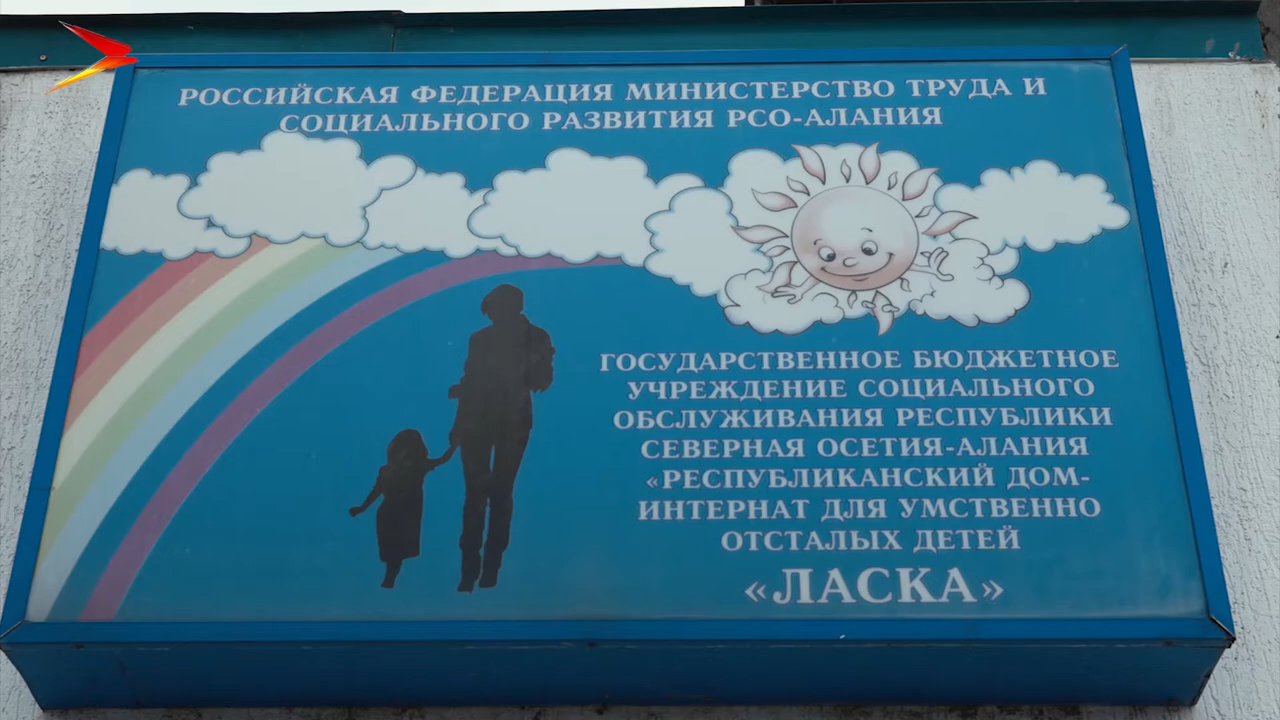 РОССИЙСКАЯ ФЕДЕРАЦИЯ МИНИСТЕРСТВО ТРУДА И
СОЦИАЛЬНОГО РАЗВИТИЯ РСО-АЛАНИЯ
ГОСУДАРСТВЕННОЕ БЮДЖЕТНОЕ
УЧРЕЖДЕНИЕ СОЦИАЛЬНОГО
ОБСЛУЖИВАНИЯ РЕСПУБЛИКИ
СЕВЕРНАЯ ОСЕТИЯ-АЛАНИЯ
«РЕСПУБЛИКАНСКИЙ ДОМ-
ИНТЕРНАТ ДЛЯ УМСТВЕННО
ОТСТАЛЫХ ДЕТЕЙ
«ЛАСКА»